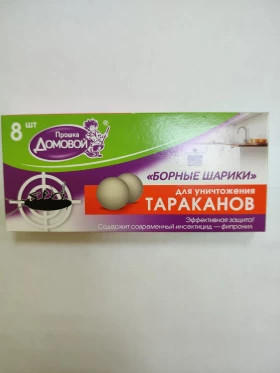 8 шт
Прошка
ДОМОВОЙ
«БОРНЫЕ ШАРИКИ»
для уничтожения
ТАРАКАНОВ
Эффективная защита!
Содержит современный инсектицид — фипронил.